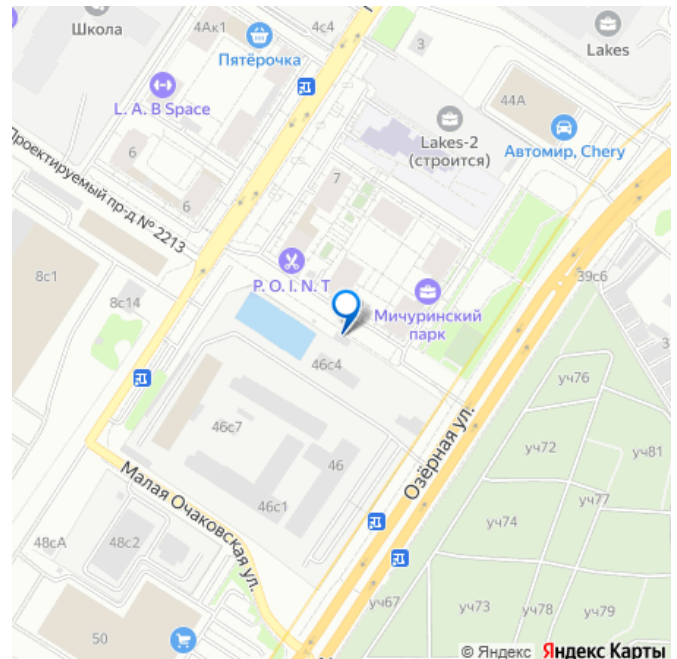 Школа
4Ак1
4с4
Пятёрочка
3
Lakes
L. A. B Space
44А
Lakes-2
(строится)
Автомир, Chery
Проектируемый пр-д № 2213
6
7
6
8с1
P. O. I. N. T
39с6
8с14
Мичуринский
парк
46с4
уч76
46с7
уч72
уч81
Озёрная ул.
46
уч77
Малая Очаковская ул.
46с1
уч74
48сА
48с2
уч67
уч73
уч78
уч79
50
© Яндекс Яндекс Карты